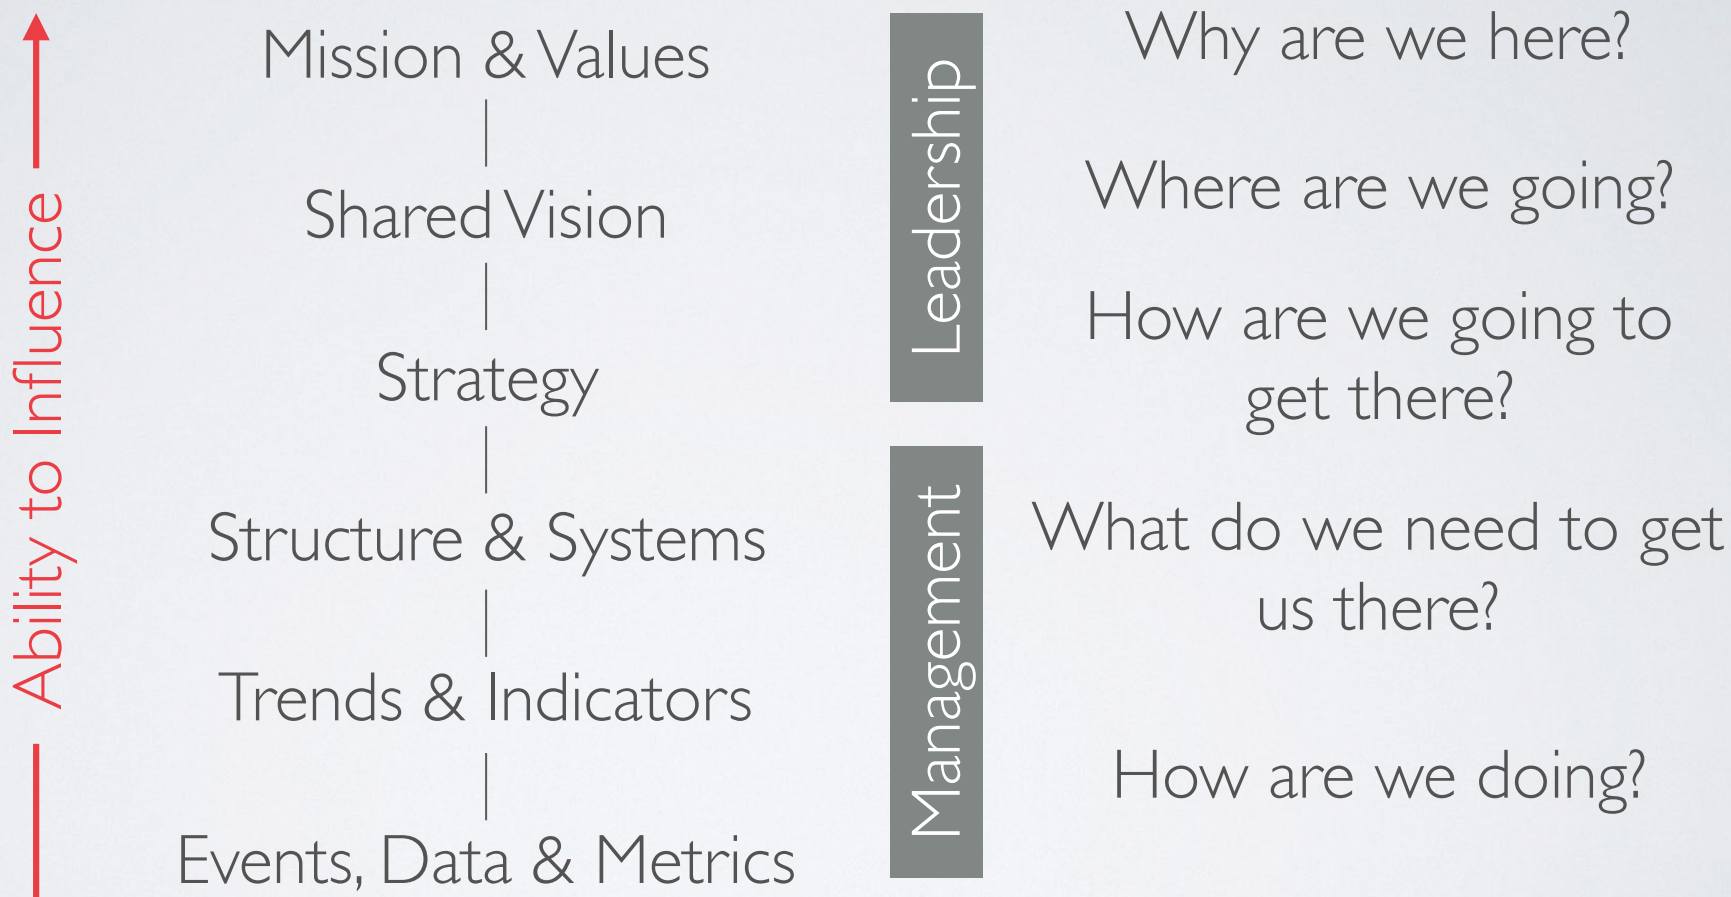 Ability to Influence
Mission & Values
Shared Vision
Strategy
Structure & Systems
Trends & Indicators
Events, Data & Metrics
Leadership
Management
Why are we here?
Where are we going?
How are we going to
get there?
What do we need to get
us there?
How are we doing?